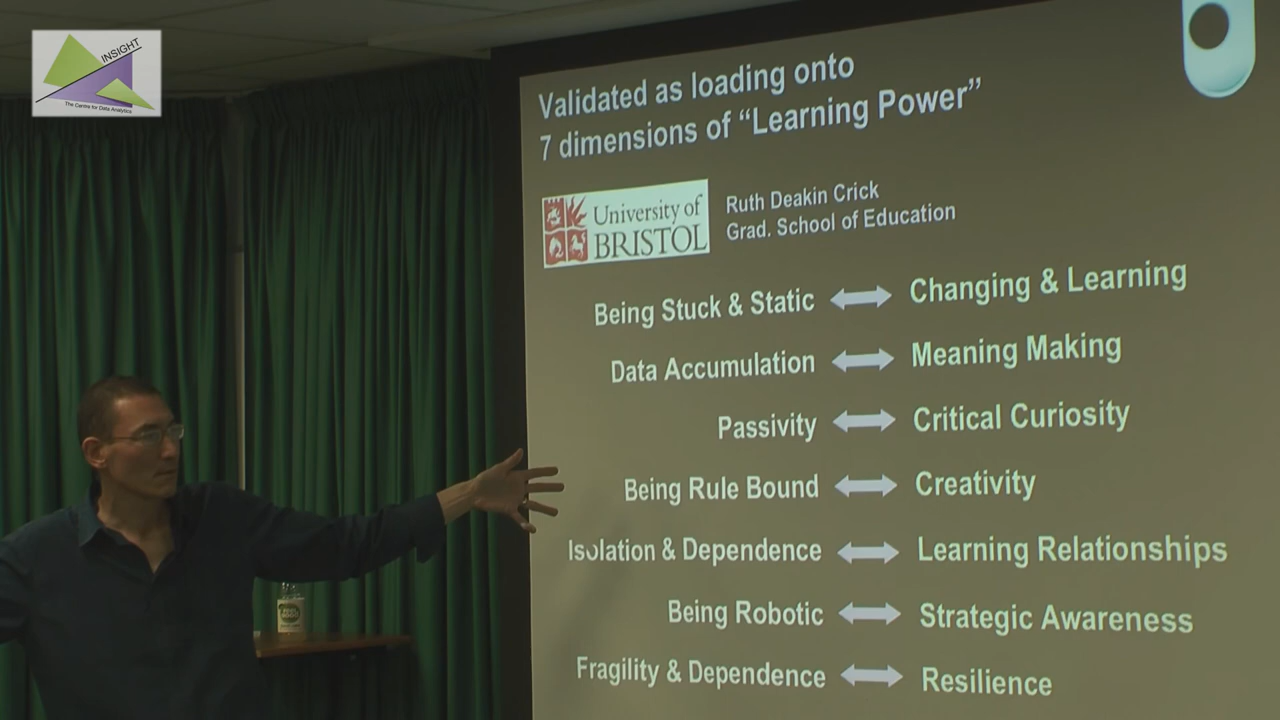 INSIGHT
The Centre for Data Analytics
Validated as loading onto
7 dimensions of “Learning Power”
University of
BRISTOL
Ruth Deakin Crick
Grad. School of Education
Being Stuck & Static Changing & Learning
Data Accumulation Meaning Making
Passivity Critical Curiosity
Being Rule Bound Creativity
Isolation & Dependence Learning Relationships
Being Robotic Strategic Awareness
Fragility & Dependence Resilience